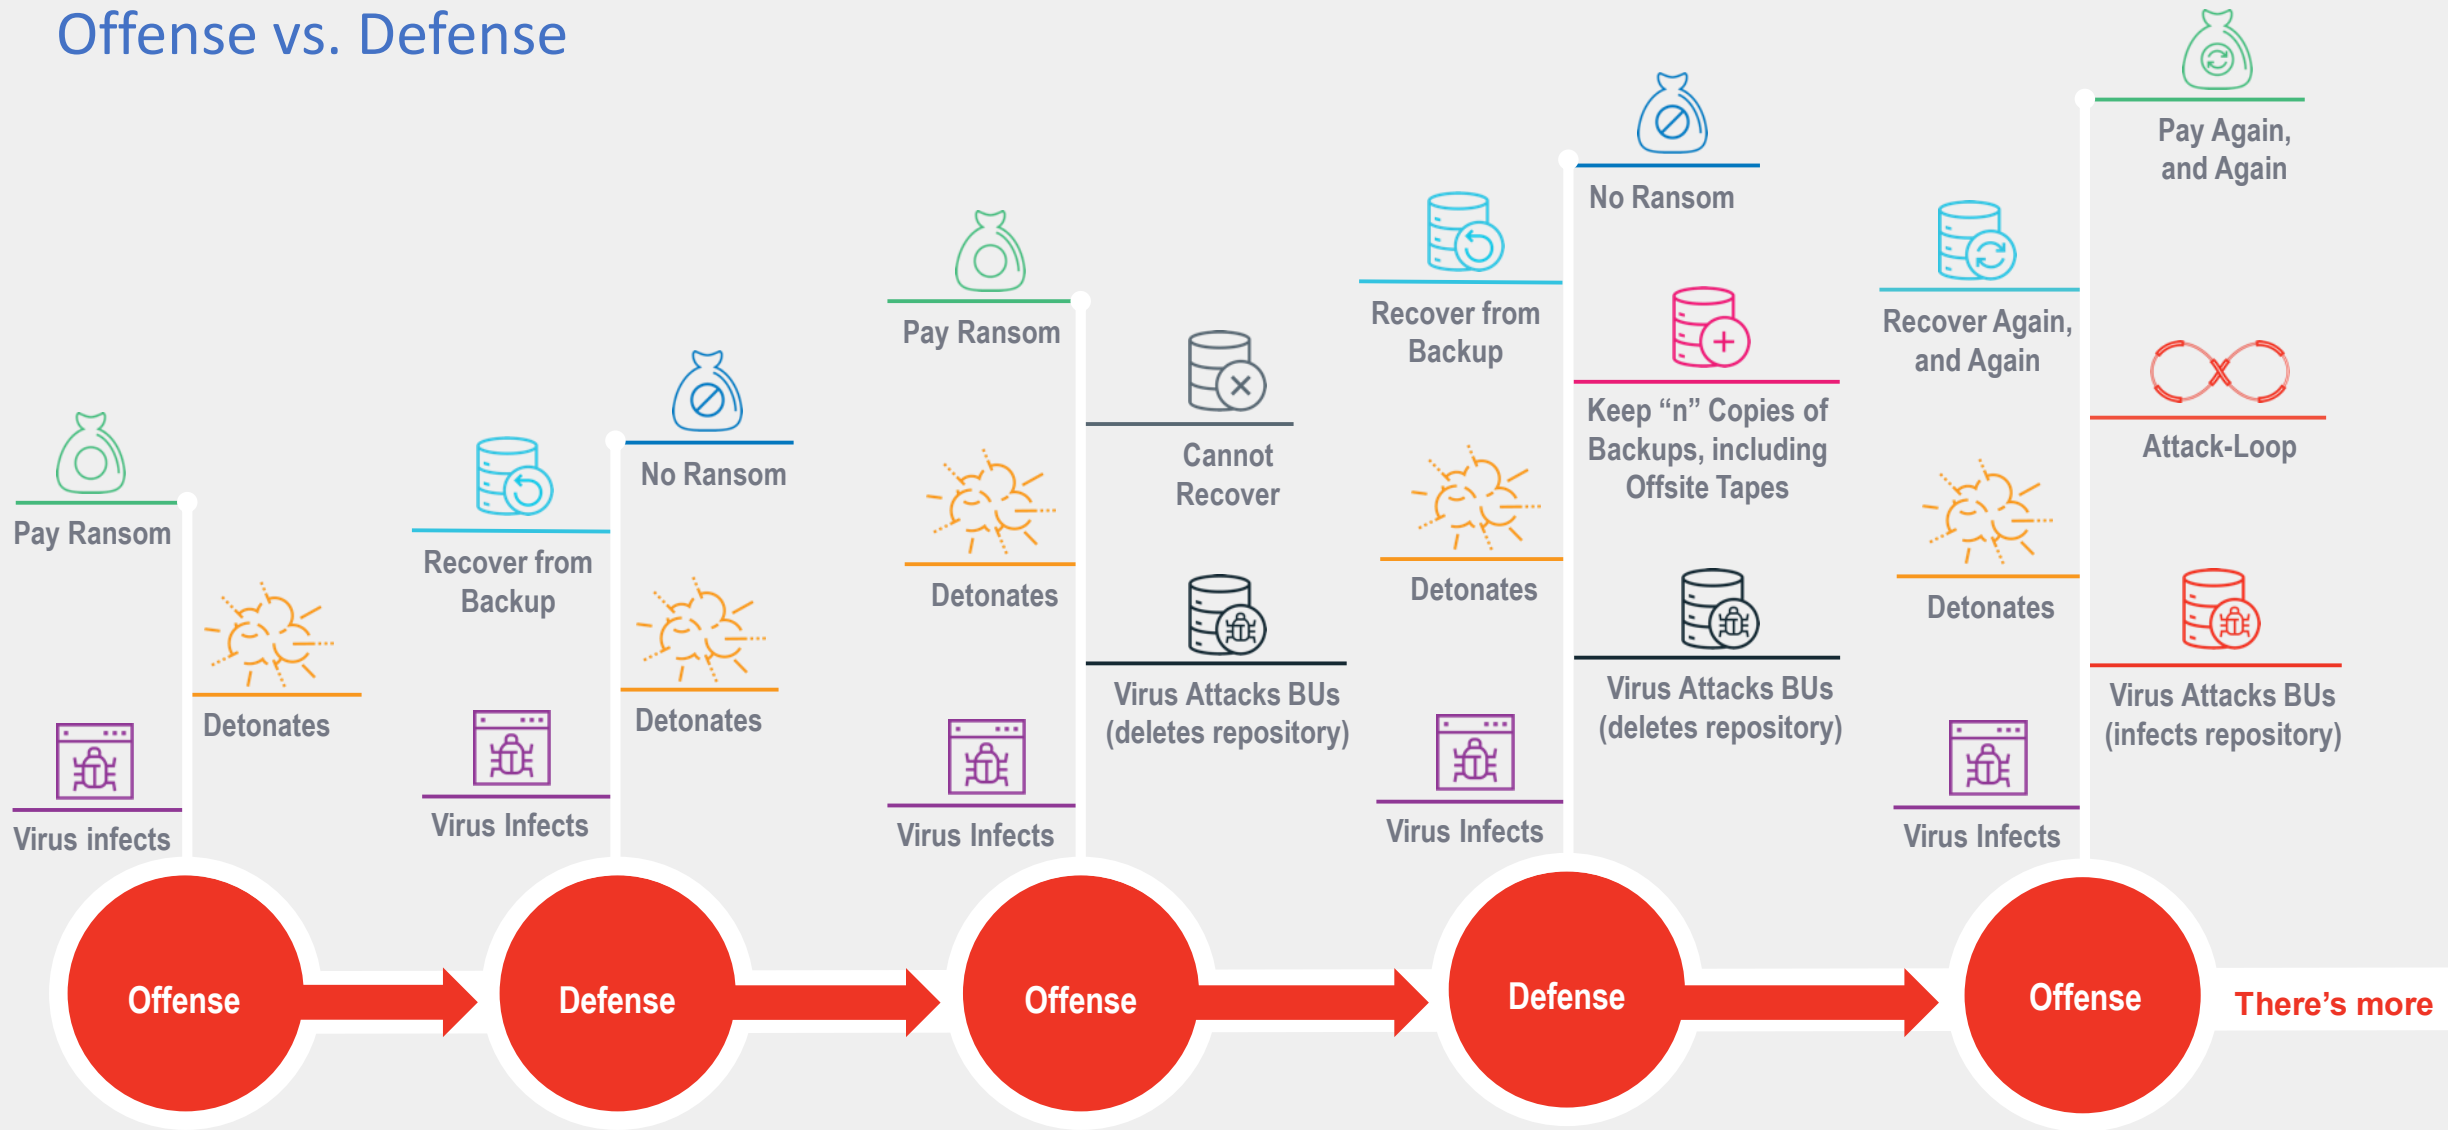 Offense vs. Defense
Pay Ransom
Detonates
Virus infects
Offense
No Ransom
Recover from
Backup
Detonates
Virus Infects
Defense
Pay Ransom
Cannot
Recover
Detonates
Virus Attacks BUs
(deletes repository)
Virus Infects
Offense
No Ransom
Recover from
Backup
Keep “n” Copies of
Backups, including
Offsite Tapes
Detonates
Virus Attacks BUs
(deletes repository)
Virus Infects
Defense
Pay Again,
and Again
Recover Again,
and Again
Attack-Loop
Detonates
Virus Attacks BUs
(infects repository)
Virus Infects
Offense
There’s more